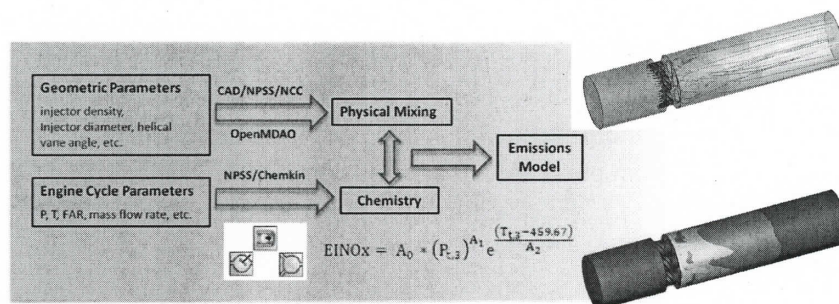 Geometric Parameters
injector density,
Injector diameter, helical
vane angle, etc.
CAD/NPSS/NCC
OpenMDAO
Physical Mixing
Engine Cycle Parameters
P, T, FAR, mass flow rate, etc.
NPSS/Chemkin
Chemistry
Emissions
Model
EINOx = A₀ * (Pₜ,₃)^A₁ e^((Tₜ,₃−459.67)/A₂)